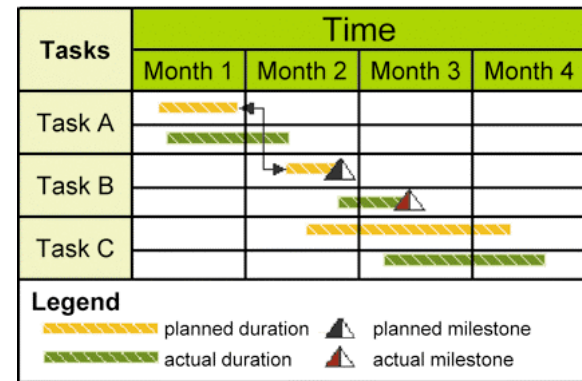 Tasks
Time
Month 1
Month 2
Month 3
Month 4
Task A
Task B
Task C
Legend
planned duration
planned milestone
actual duration
actual milestone